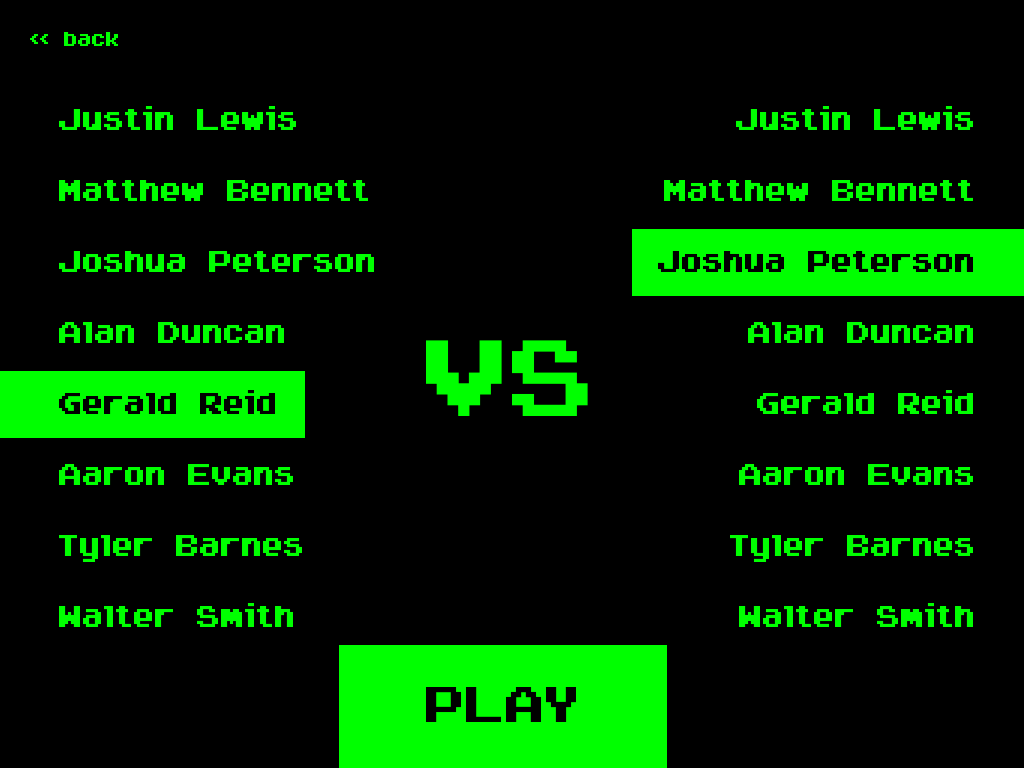 << back
Justin Lewis
Matthew Bennett
Joshua Peterson
Alan Duncan
Gerald Reid
Aaron Evans
Tyler Barnes
Walter Smith
VS
Justin Lewis
Matthew Bennett
Joshua Peterson
Alan Duncan
Gerald Reid
Aaron Evans
Tyler Barnes
Walter Smith
PLAY